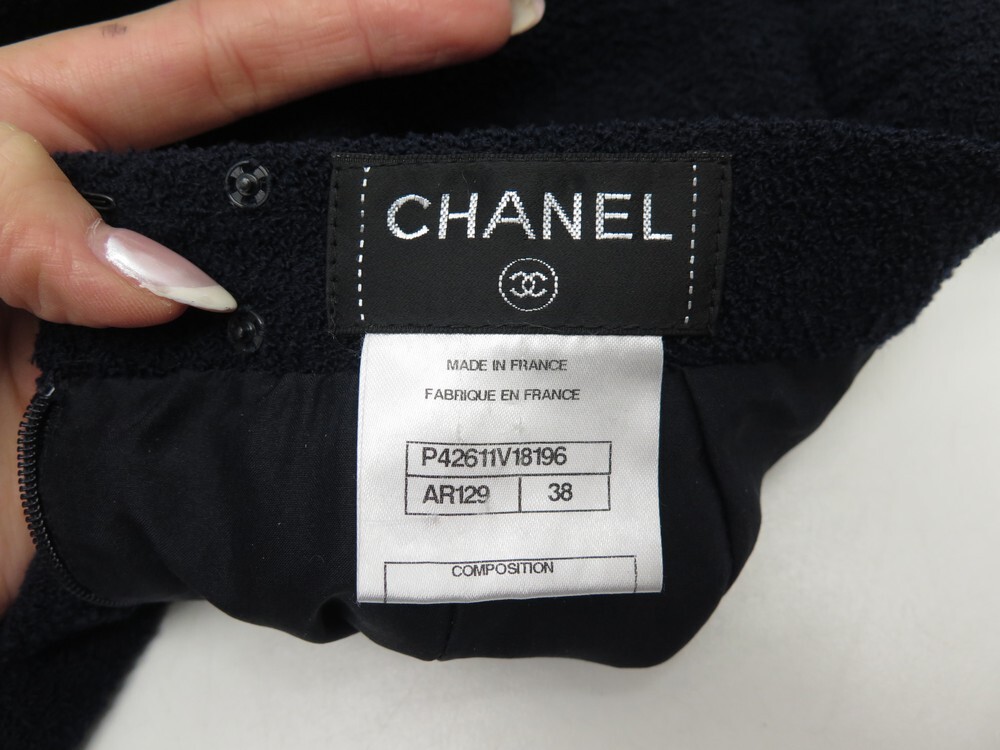 CHANEL
MADE IN FRANCE
FABRIQUE EN FRANCE
P42611V18196
AR129 38
COMPOSITION